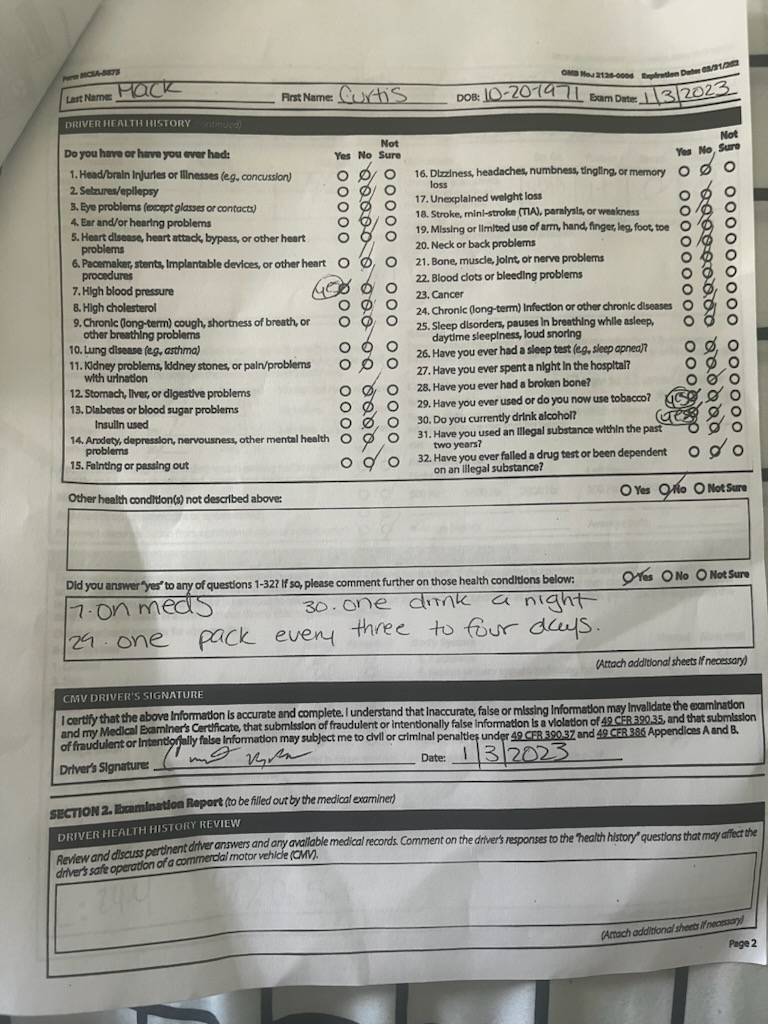 Form MCSA-5875 OMB No.: 2126-0006 Expiration Date: 03/31/202
Last Name: Mack First Name: Curtis DOB: 10-20-1971 Exam Date: 1/3/2023
DRIVER HEALTH HISTORY (continued)
Do you have or have you ever had:
Yes No Not Sure
1. Head/brain injuries or illnesses (e.g., concussion)
2. Seizures/epilepsy
3. Eye problems (except glasses or contacts)
4. Ear and/or hearing problems
5. Heart disease, heart attack, bypass, or other heart
problems
6. Pacemaker, stents, implantable devices, or other heart
procedures
7. High blood pressure yes
8. High cholesterol
9. Chronic (long-term) cough, shortness of breath, or
other breathing problems
10. Lung disease (e.g., asthma)
11. Kidney problems, kidney stones, or pain/problems
with urination
12. Stomach, liver, or digestive problems
13. Diabetes or blood sugar problems
Insulin used
14. Anxiety, depression, nervousness, other mental health
problems
15. Fainting or passing out
Yes No Not Sure
16. Dizziness, headaches, numbness, tingling, or memory
loss
17. Unexplained weight loss
18. Stroke, mini-stroke (TIA), paralysis, or weakness
19. Missing or limited use of arm, hand, finger, leg, foot, toe
20. Neck or back problems
21. Bone, muscle, joint, or nerve problems
22. Blood clots or bleeding problems
23. Cancer
24. Chronic (long-term) infection or other chronic diseases
25. Sleep disorders, pauses in breathing while asleep,
daytime sleepiness, loud snoring
26. Have you ever had a sleep test (e.g., sleep apnea)?
27. Have you ever spent a night in the hospital?
28. Have you ever had a broken bone?
29. Have you ever used or do you now use tobacco? yes
30. Do you currently drink alcohol? yes
31. Have you used an illegal substance within the past
two years?
32. Have you ever failed a drug test or been dependent
on an illegal substance?
Other health condition(s) not described above: Yes No Not Sure
Did you answer "yes" to any of questions 1-32? If so, please comment further on those health conditions below: Yes No Not Sure
7. on meds 30. one drink a night
29. one pack every three to four days.
(Attach additional sheets if necessary)
CMV DRIVER'S SIGNATURE
I certify that the above information is accurate and complete. I understand that inaccurate, false or missing information may invalidate the examination
and my Medical Examiner's Certificate, that submission of fraudulent or intentionally false information is a violation of 49 CFR 390.35, and that submission
of fraudulent or intentionally false information may subject me to civil or criminal penalties under 49 CFR 390.37 and 49 CFR 386 Appendices A and B.
Driver's Signature: Date: 1/3/2023
SECTION 2. Examination Report (to be filled out by the medical examiner)
DRIVER HEALTH HISTORY REVIEW
Review and discuss pertinent driver answers and any available medical records. Comment on the driver's responses to the "health history" questions that may affect the
driver's safe operation of a commercial motor vehicle (CMV).
(Attach additional sheets if necessary)
Page 2